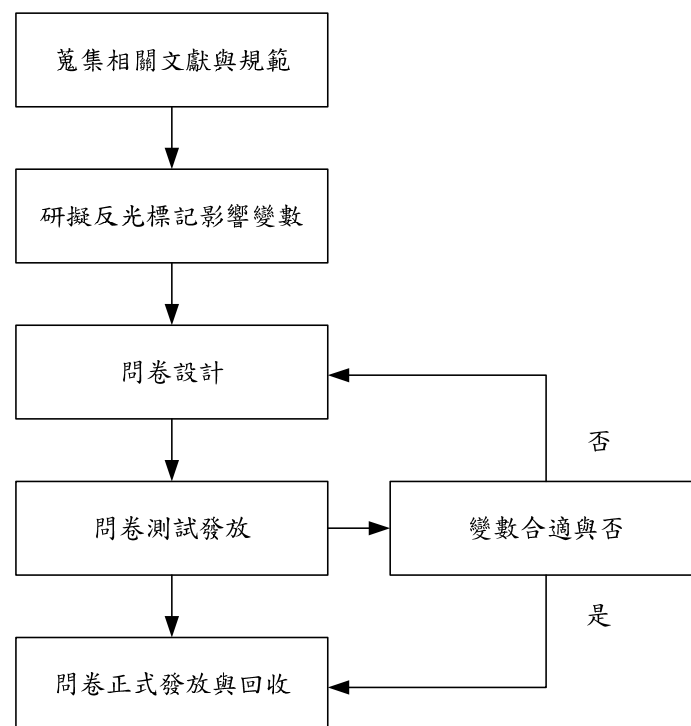 蒐集相關文獻與規範
研擬反光標記影響變數
問卷設計
否
問卷測試發放
變數合適與否
是
問卷正式發放與回收